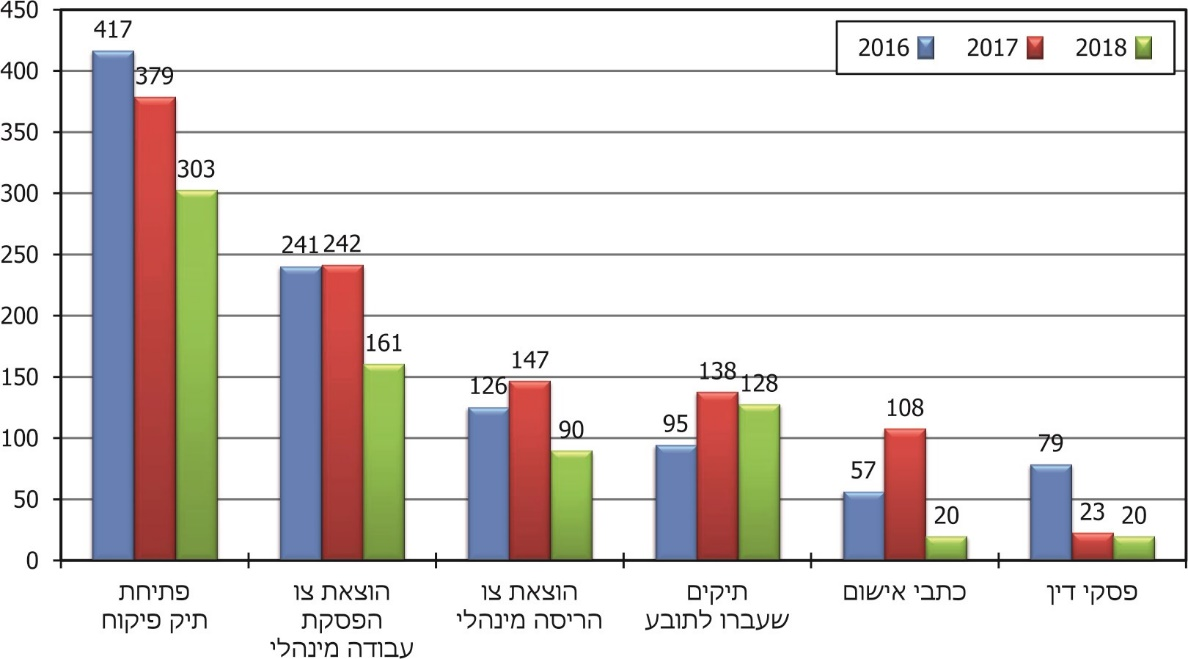 2016 2017 2018
450
400
350
300
250
200
150
100
50
0
417 379 303
241 242 161
126 147 90
95 138 128
57 108 20
79 23 20
פתיחת
תיק פיקוח
הוצאת צו
הפסקת
עבודה מינהלי
הוצאת צו
הריסה מינהלי
תיקים
שעברו לתובע
כתבי אישום
פסקי דין